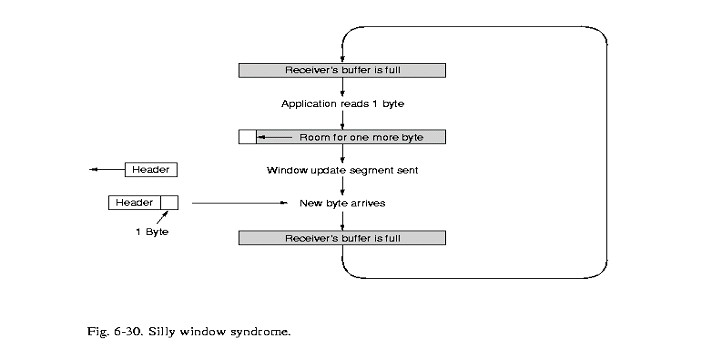 Receiver's buffer is full
Application reads 1 byte
Room for one more byte
Header
Window update segment sent
Header
New byte arrives
1 Byte
Receiver's buffer is full
Fig. 6-30. Silly window syndrome.